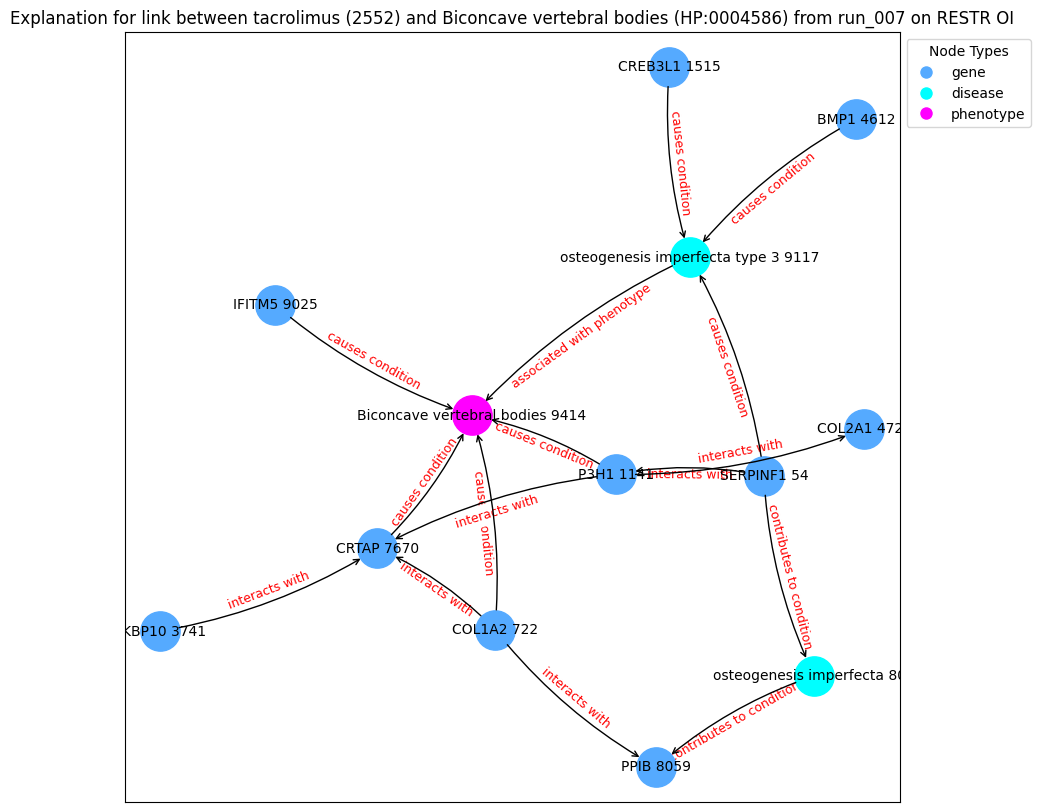 Explanation for link between tacrolimus (2552) and Biconcave vertebral bodies (HP:0004586) from run_007 on RESTR OI
Node Types
gene
disease
phenotype
CREB3L1 1515
BMP1 4612
causes condition
causes condition
osteogenesis imperfecta type 3 9117
IFITM5 9025
causes condition
associated with phenotype
causes condition
Biconcave vertebral bodies 9414
COL2A1 472
causes condition
interacts with
P3H1 1141
interacts with
SERPINF1 54
causes condition
caus ondition
interacts with
contributes to condition
CRTAP 7670
interacts with
interacts with
KBP10 3741
COL1A2 722
interacts with
osteogenesis imperfecta 80
ontributes to condition
PPIB 8059